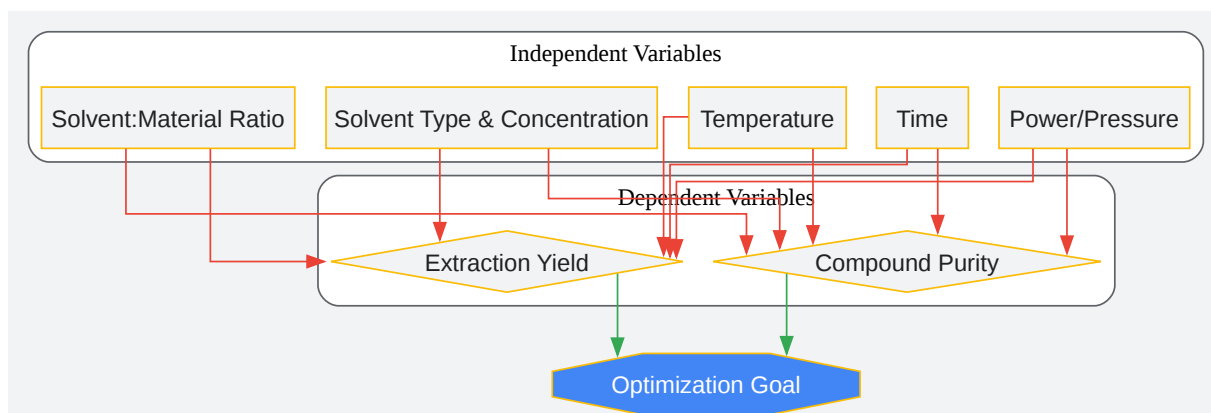 Independent Variables
Solvent:Material Ratio
Solvent Type & Concentration
Temperature
Time
Power/Pressure
Dependent Variables
Extraction Yield
Compound Purity
Optimization Goal